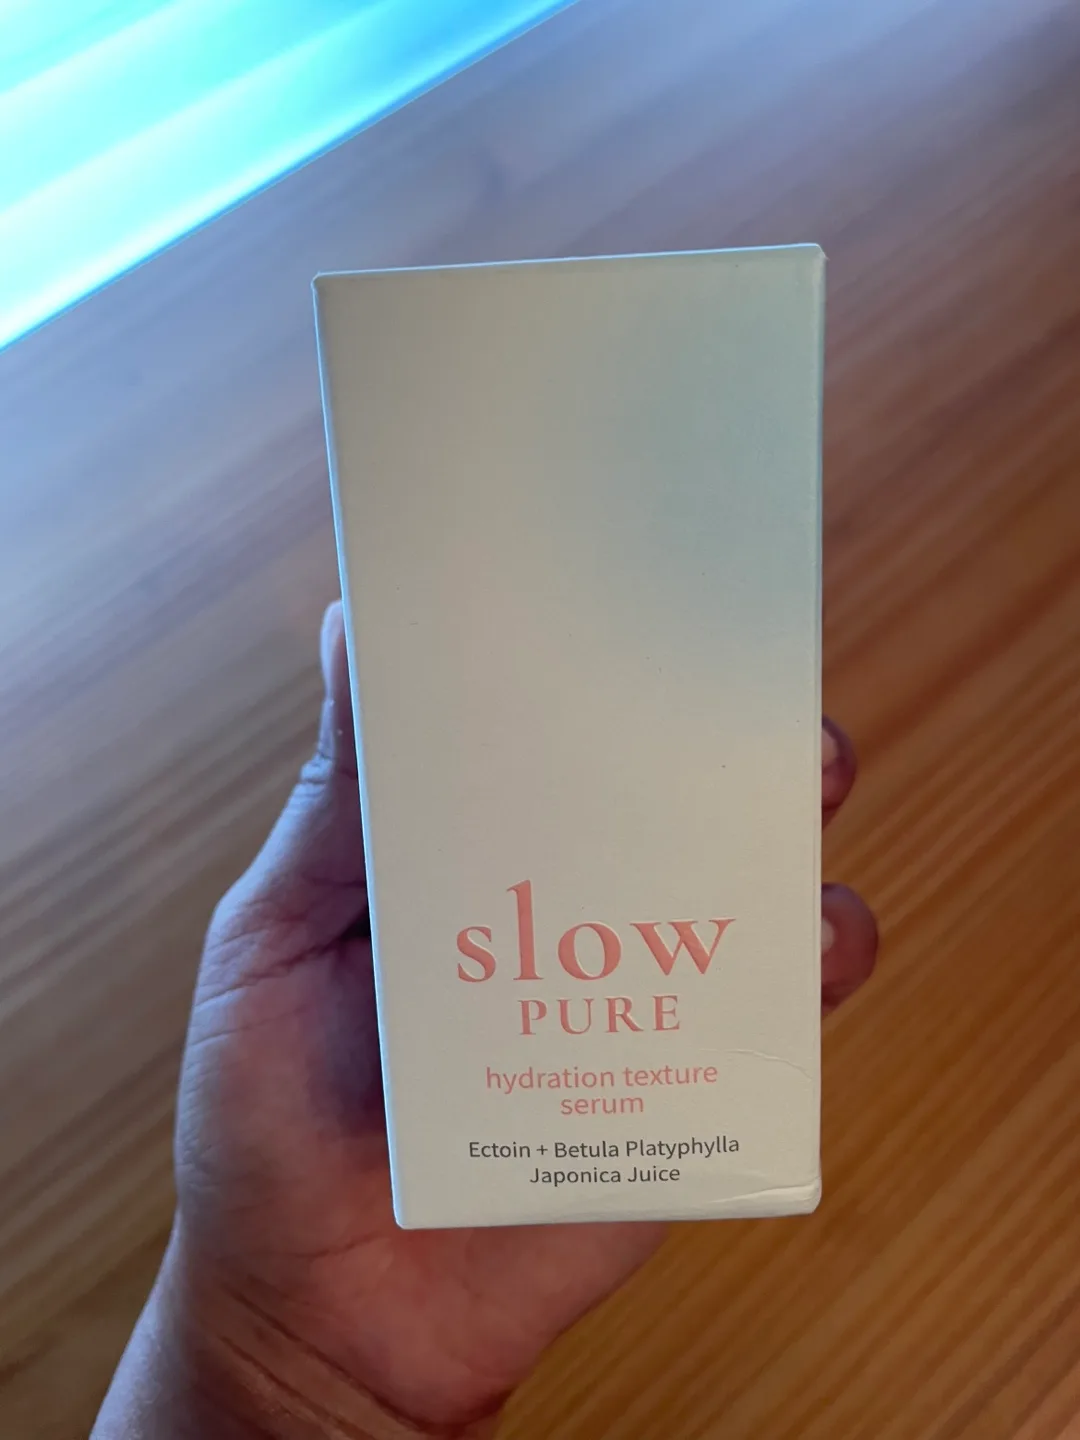 slow
PURE
hydration texture
serum
Ectoin + Betula Platyphylla
Japonica Juice